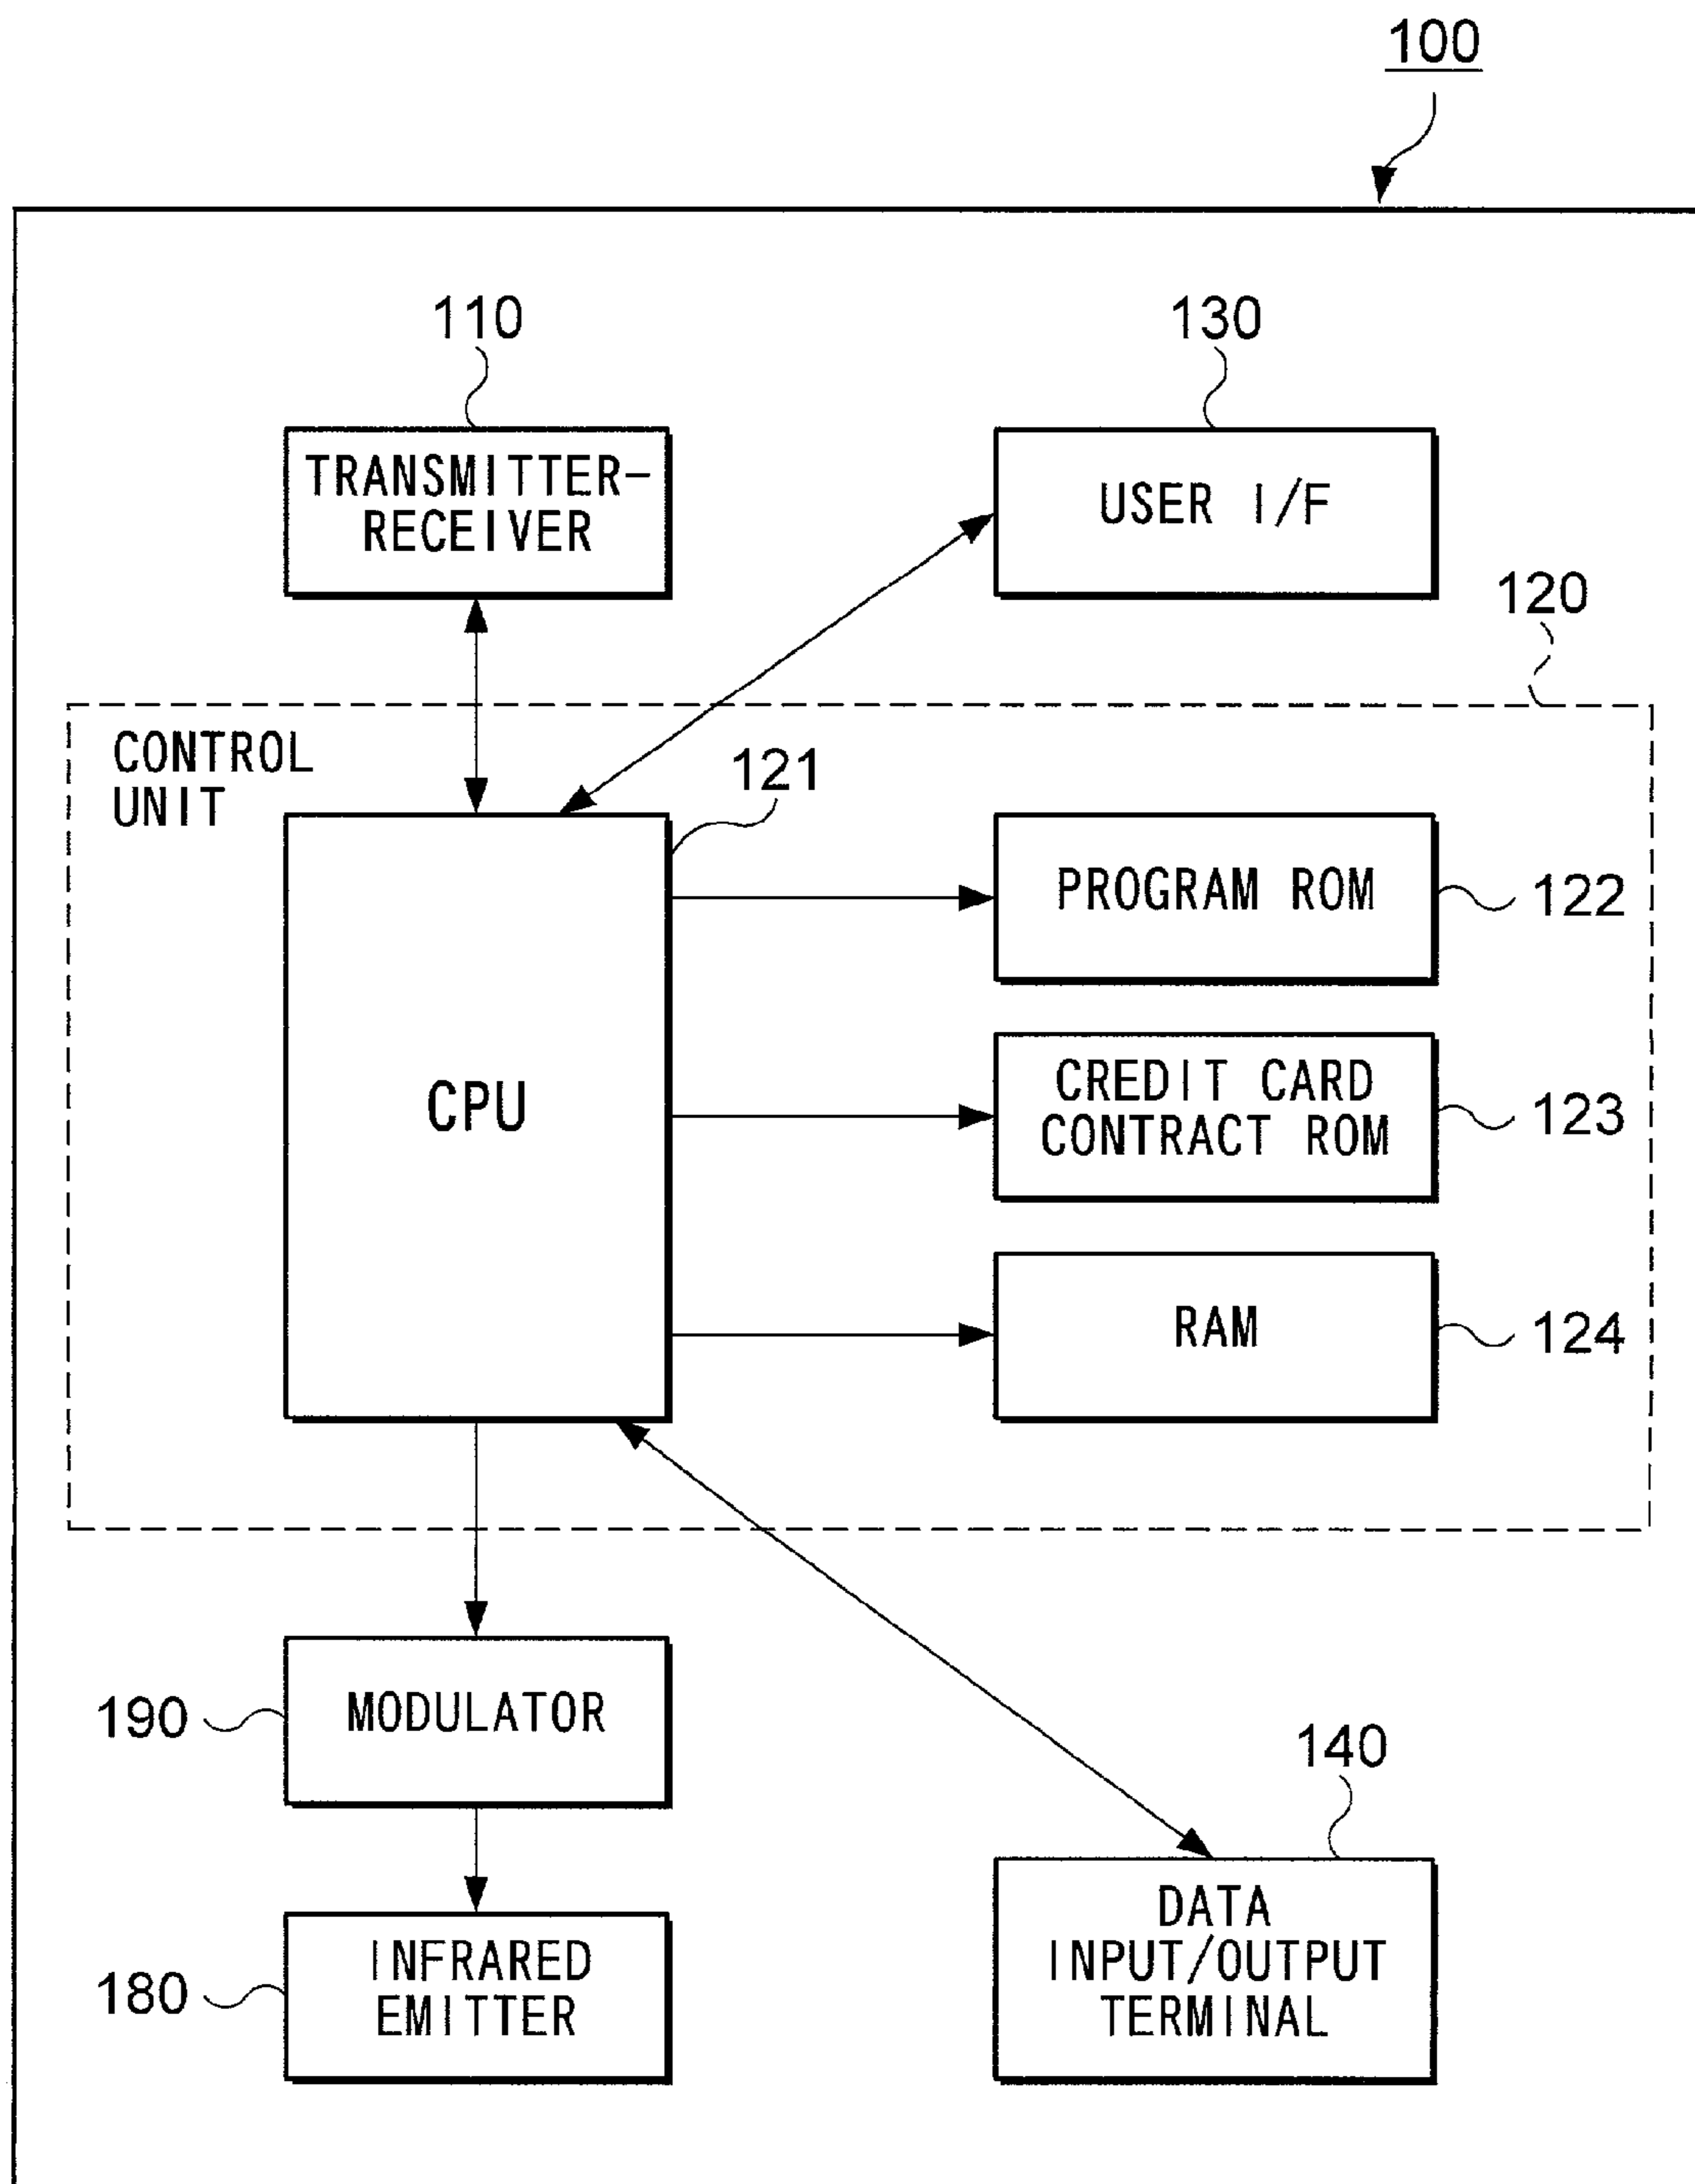 100
110
130
TRANSMITTER-
RECEIVER
USER I/F
120
CONTROL
UNIT
121
PROGRAM ROM
122
CPU
CREDIT CARD
CONTRACT ROM
123
RAM
124
190
MODULATOR
140
180
INFRARED
EMITTER
DATA
INPUT/OUTPUT
TERMINAL